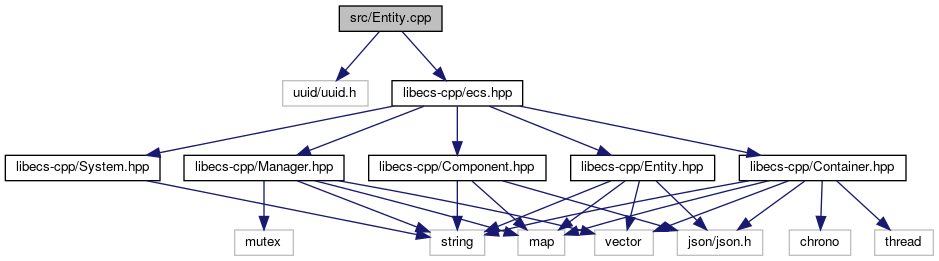 src/Entity.cpp
uuid/uuid.h
libecs-cpp/ecs.hpp
libecs-cpp/System.hpp
libecs-cpp/Manager.hpp
libecs-cpp/Component.hpp
libecs-cpp/Entity.hpp
libecs-cpp/Container.hpp
mutex
string
map
vector
json/json.h
chrono
thread